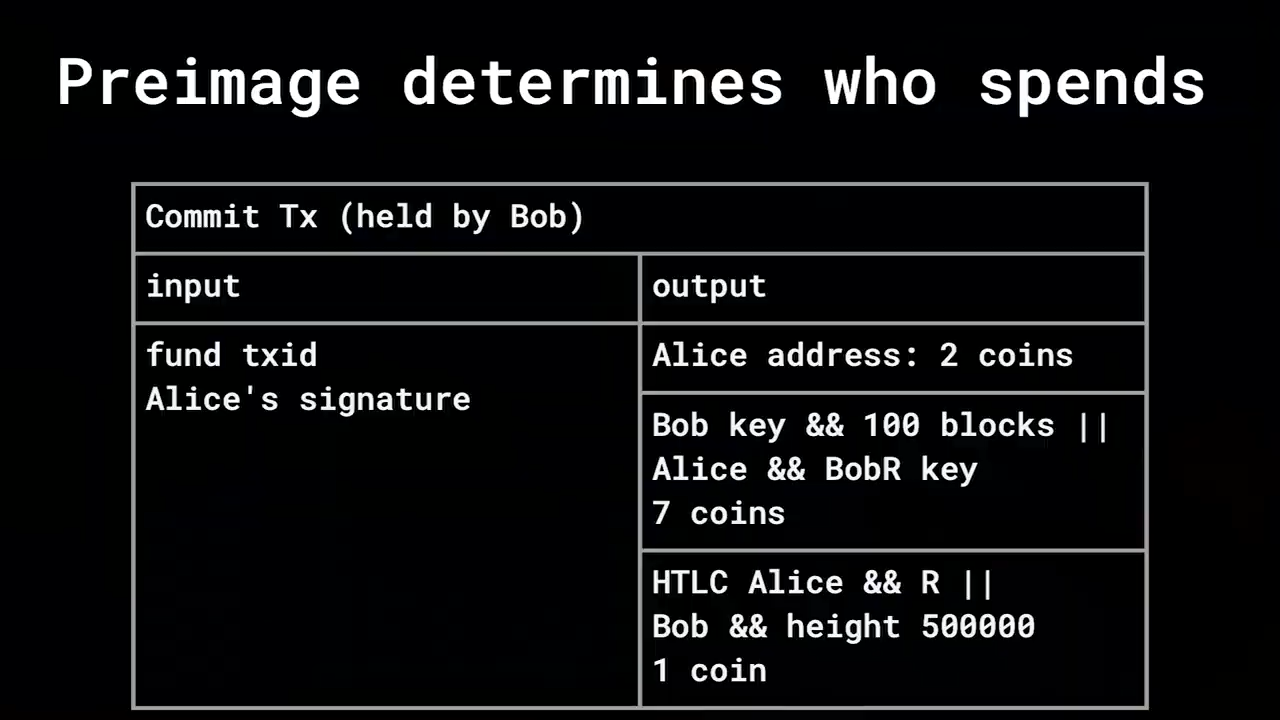 Preimage determines who spends
Commit Tx (held by Bob)
input
output
fund txid
Alice's signature
Alice address: 2 coins
Bob key && 100 blocks ||
Alice && BobR key
7 coins
HTLC Alice && R ||
Bob && height 500000
1 coin